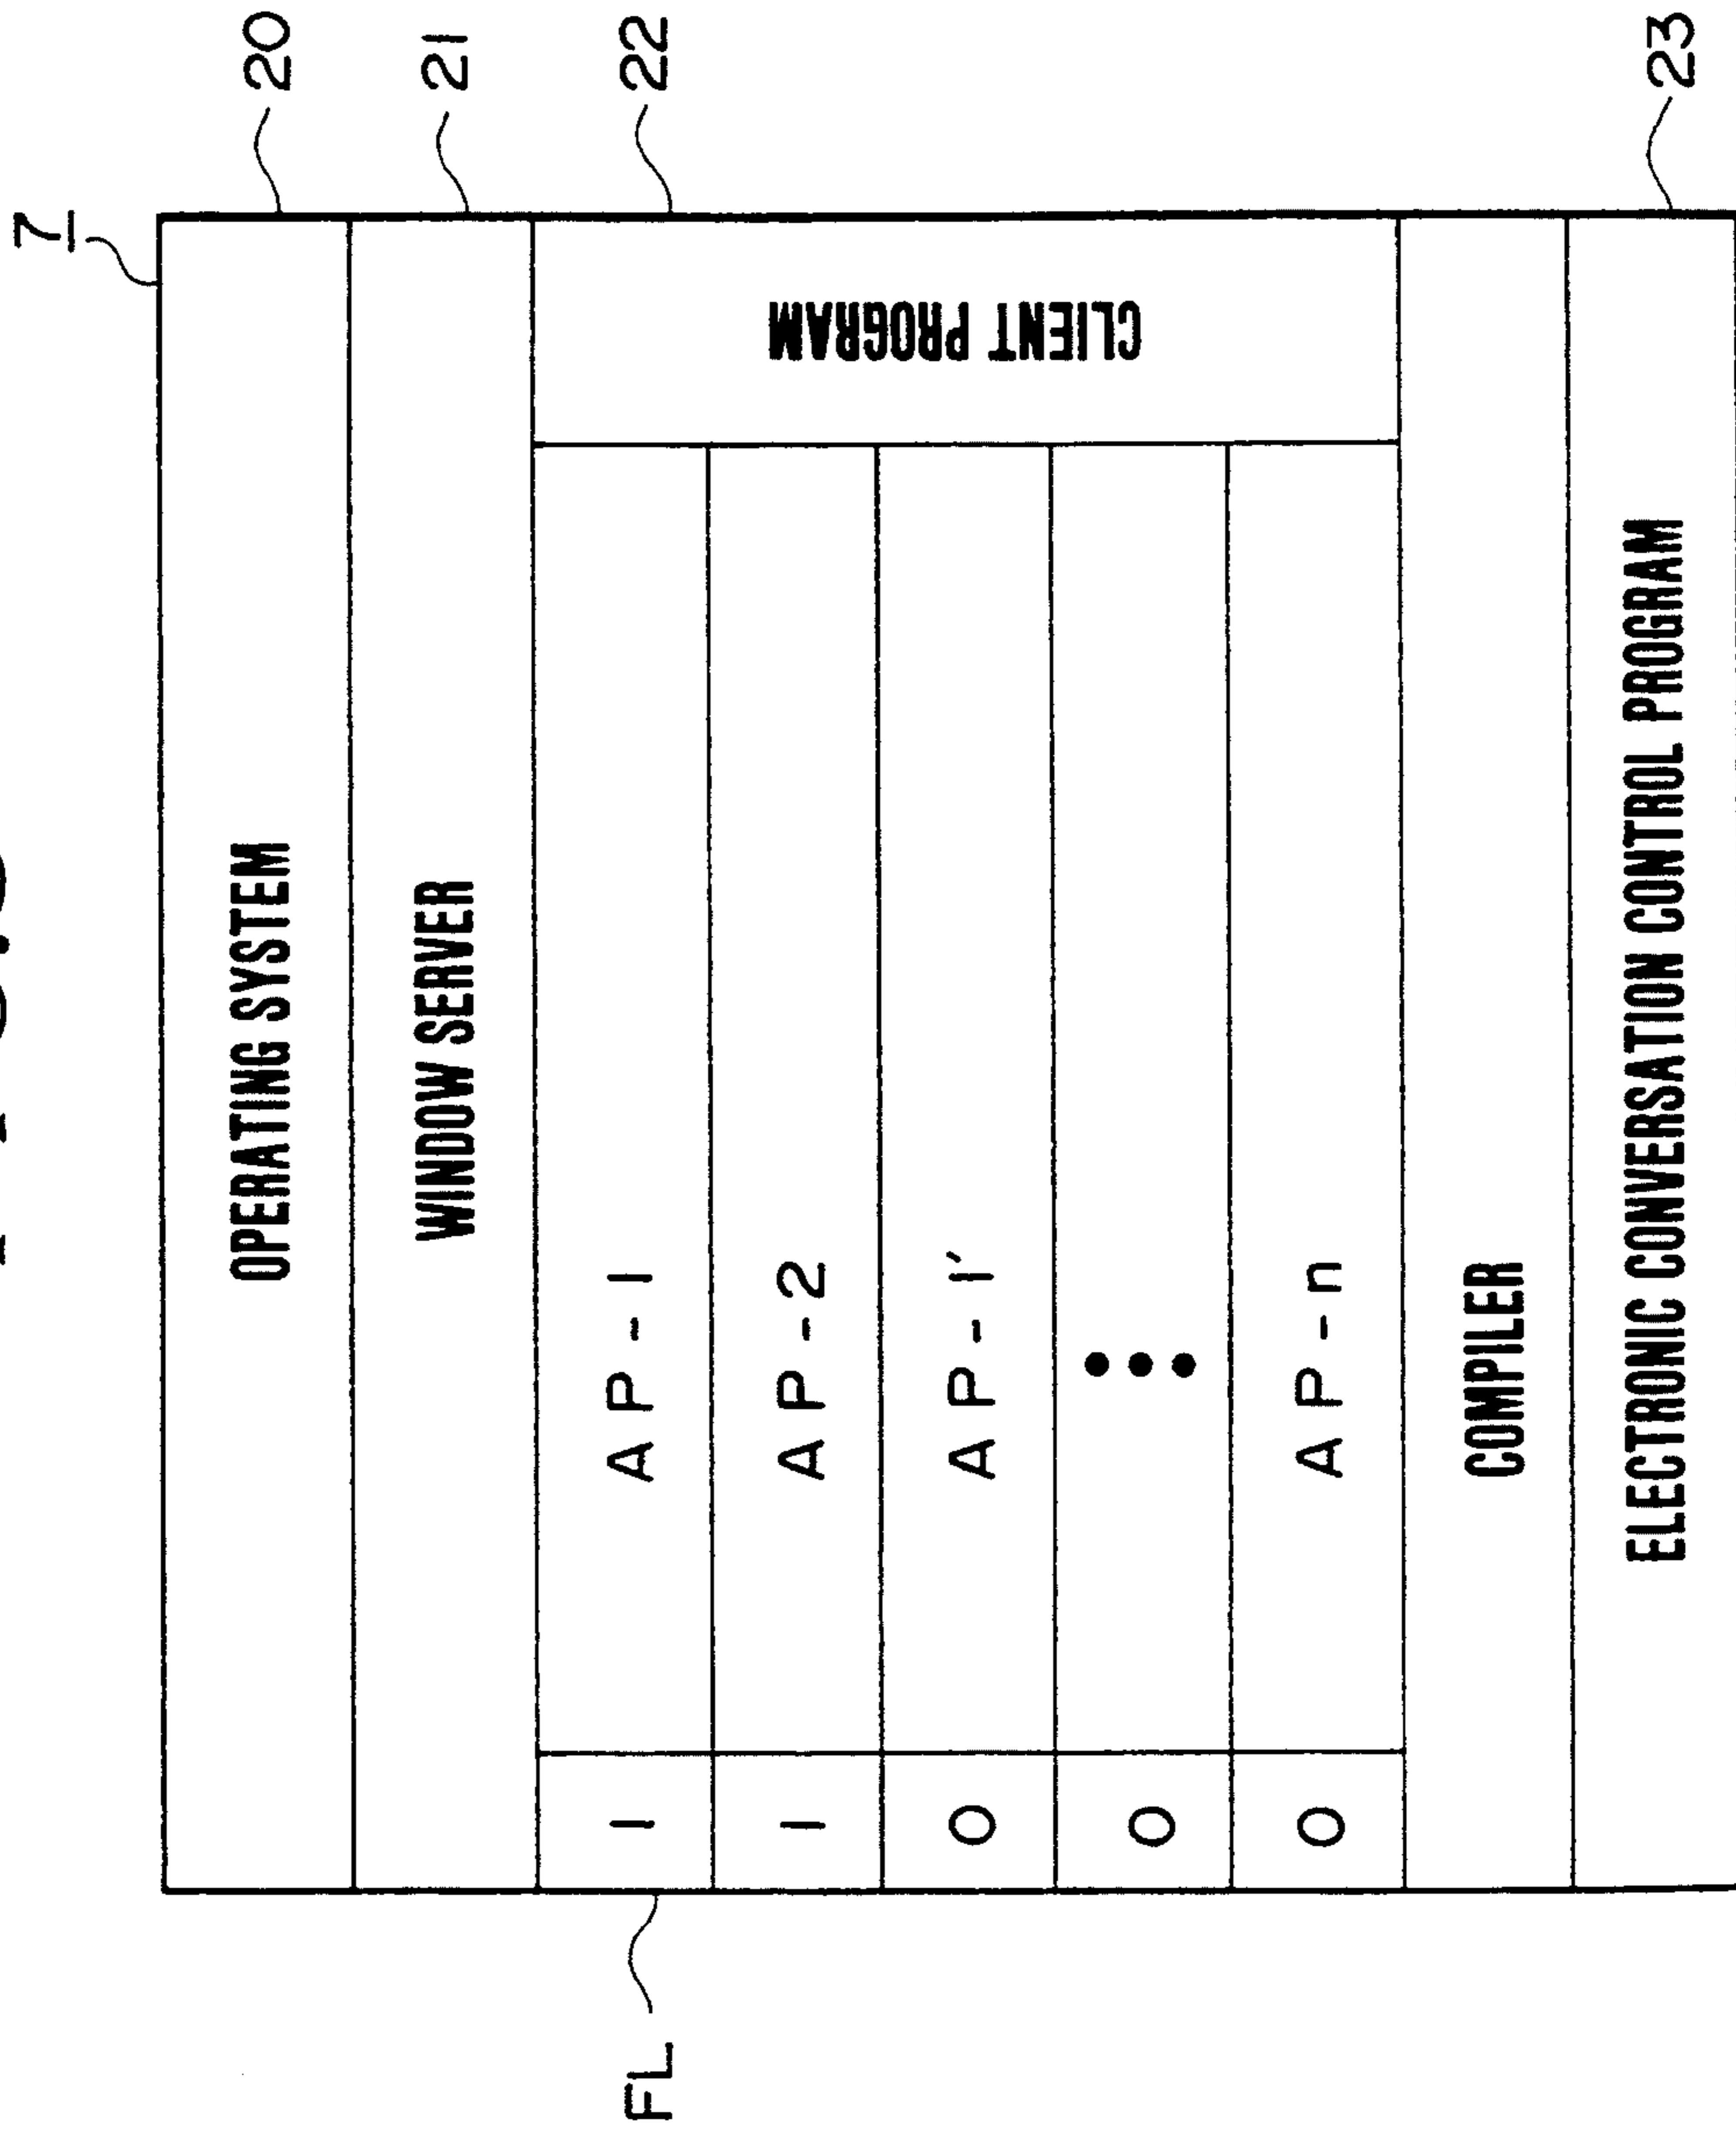 7
OPERATING SYSTEM 20
WINDOW SERVER 21
FL 1 AP-1 22
1 AP-2
0 AP-1′
0 •••
0 AP-n
CLIENT PROGRAM
COMPILER
ELECTRONIC CONVERSATION CONTROL PROGRAM 23